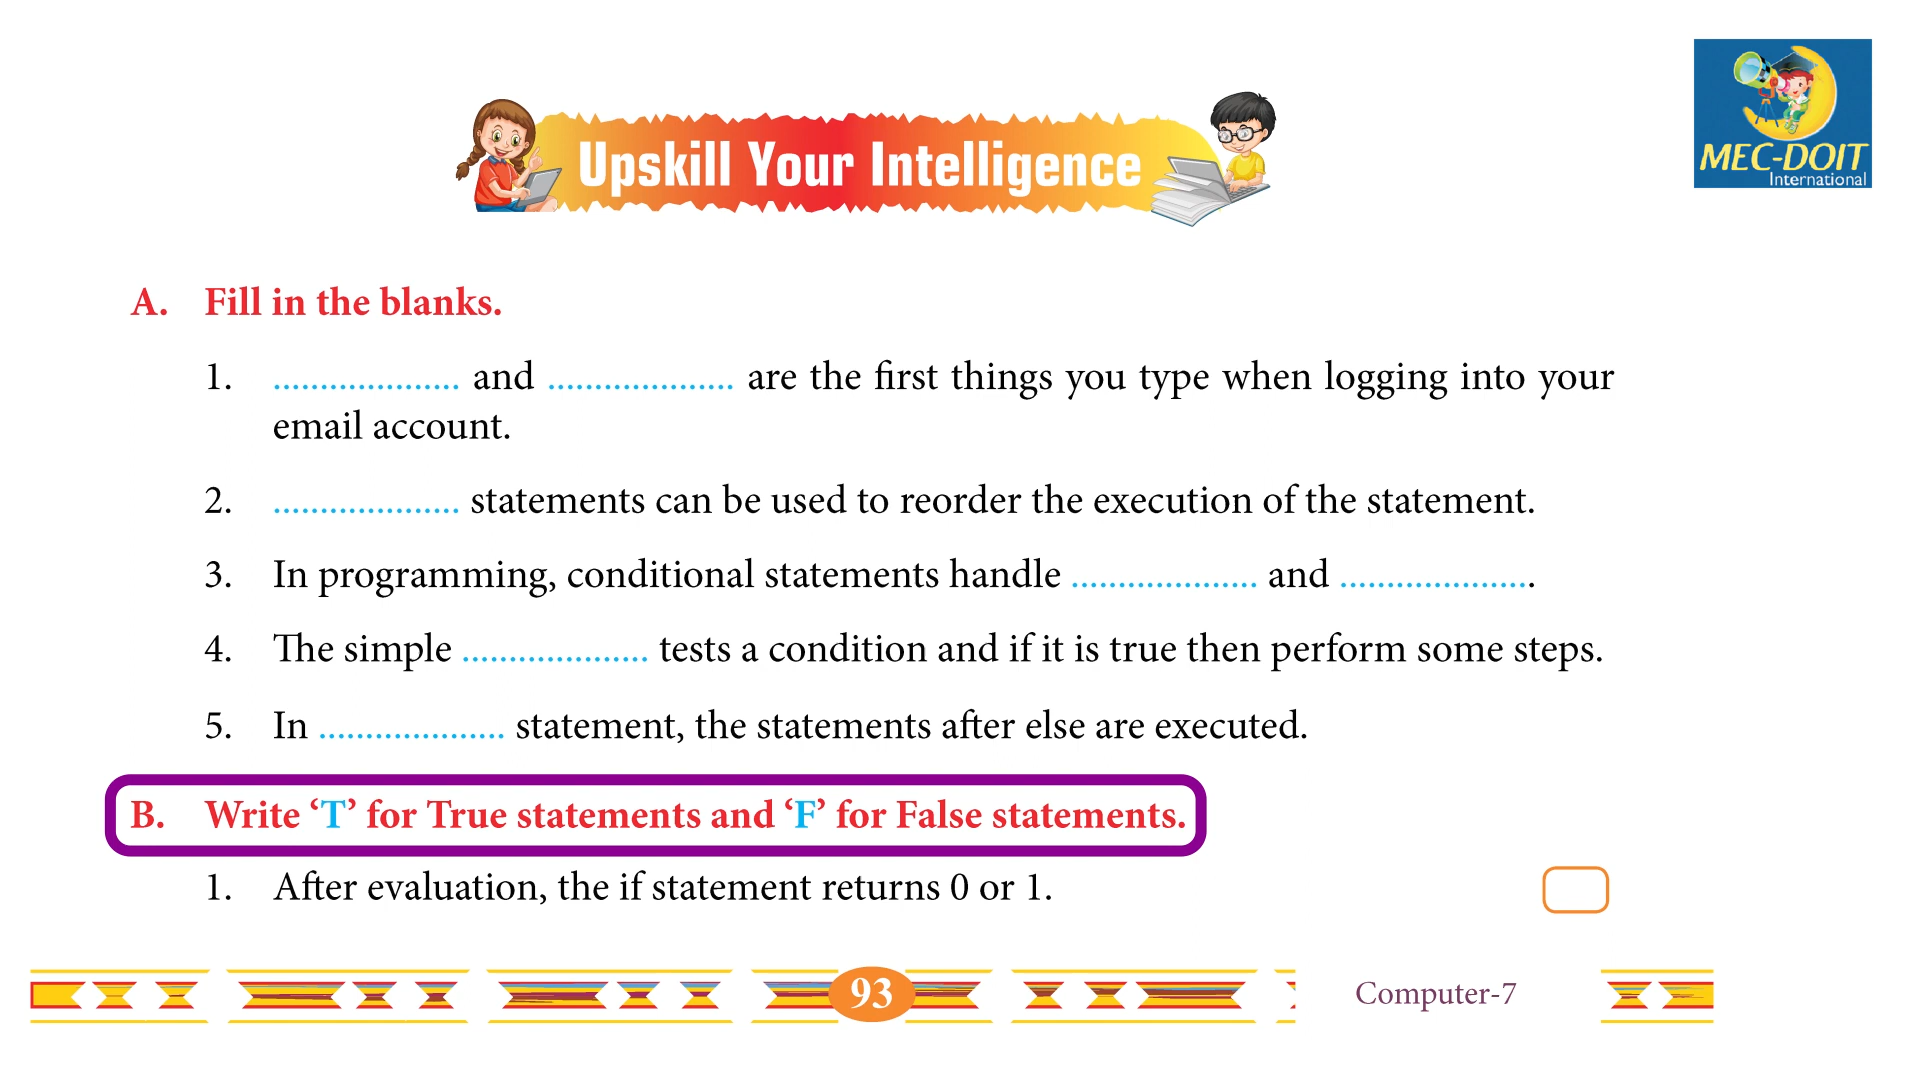 MEC-DOIT
International
Upskill Your Intelligence
A. Fill in the blanks.
1. .................... and .................... are the first things you type when logging into your
email account.
2. .................... statements can be used to reorder the execution of the statement.
3. In programming, conditional statements handle .................... and .....................
4. The simple .................... tests a condition and if it is true then perform some steps.
5. In .................... statement, the statements after else are executed.
B. Write ‘T’ for True statements and ‘F’ for False statements.
1. After evaluation, the if statement returns 0 or 1.
93
Computer-7